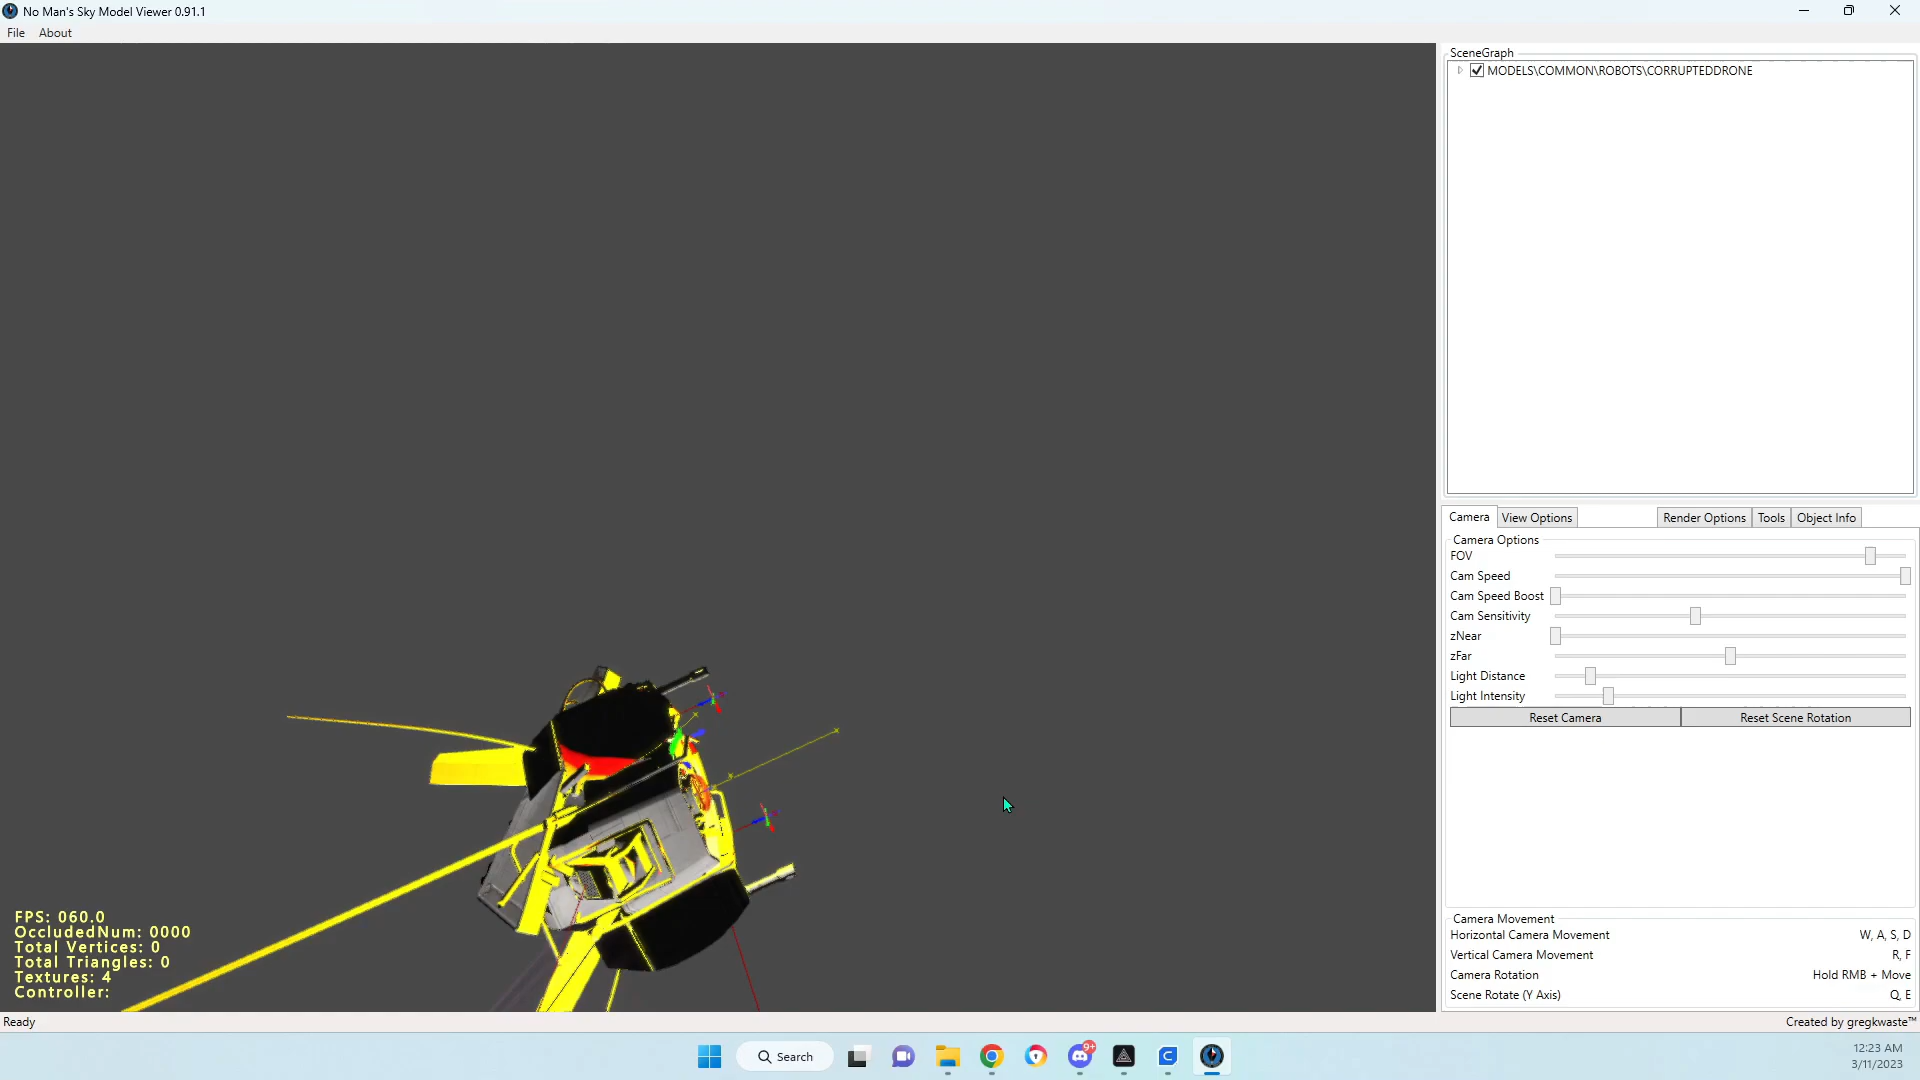 No Man's Sky Model Viewer 0.91.1
File About
SceneGraph
MODELS\COMMON\ROBOTS\CORRUPTEDDRONE
Camera View Options Render Options Tools Object Info
Camera Options
FOV
Cam Speed
Cam Speed Boost
Cam Sensitivity
zNear
zFar
Light Distance
Light Intensity
Reset Camera Reset Scene Rotation
FPS: 060.0
OccludedNum: 0000
Total Vertices: 0
Total Triangles: 0
Textures: 4
Controller:
Camera Movement
Horizontal Camera Movement W, A, S, D
Vertical Camera Movement R, F
Camera Rotation Hold RMB + Move
Scene Rotate (Y Axis) Q, E
Ready
Created by gregkwaste™
Search
9+
12:23 AM
3/11/2023